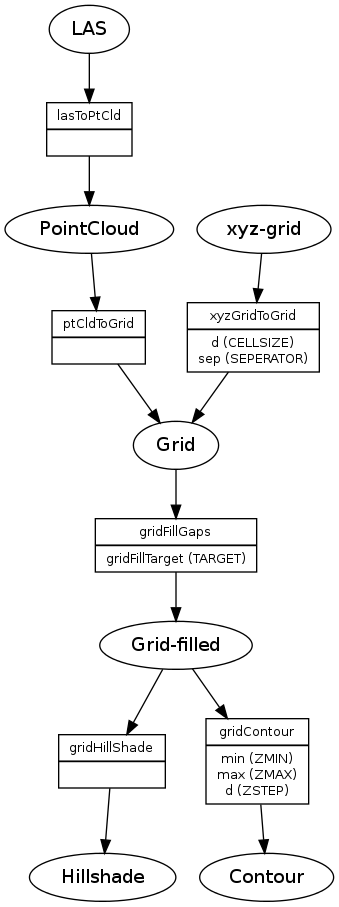 LAS
lasToPtCld
PointCloud
xyz-grid
ptCldToGrid
xyzGridToGrid
d (CELLSIZE)
sep (SEPERATOR)
Grid
gridFillGaps
gridFillTarget (TARGET)
Grid-filled
gridHillShade
gridContour
min (ZMIN)
max (ZMAX)
d (ZSTEP)
Hillshade
Contour